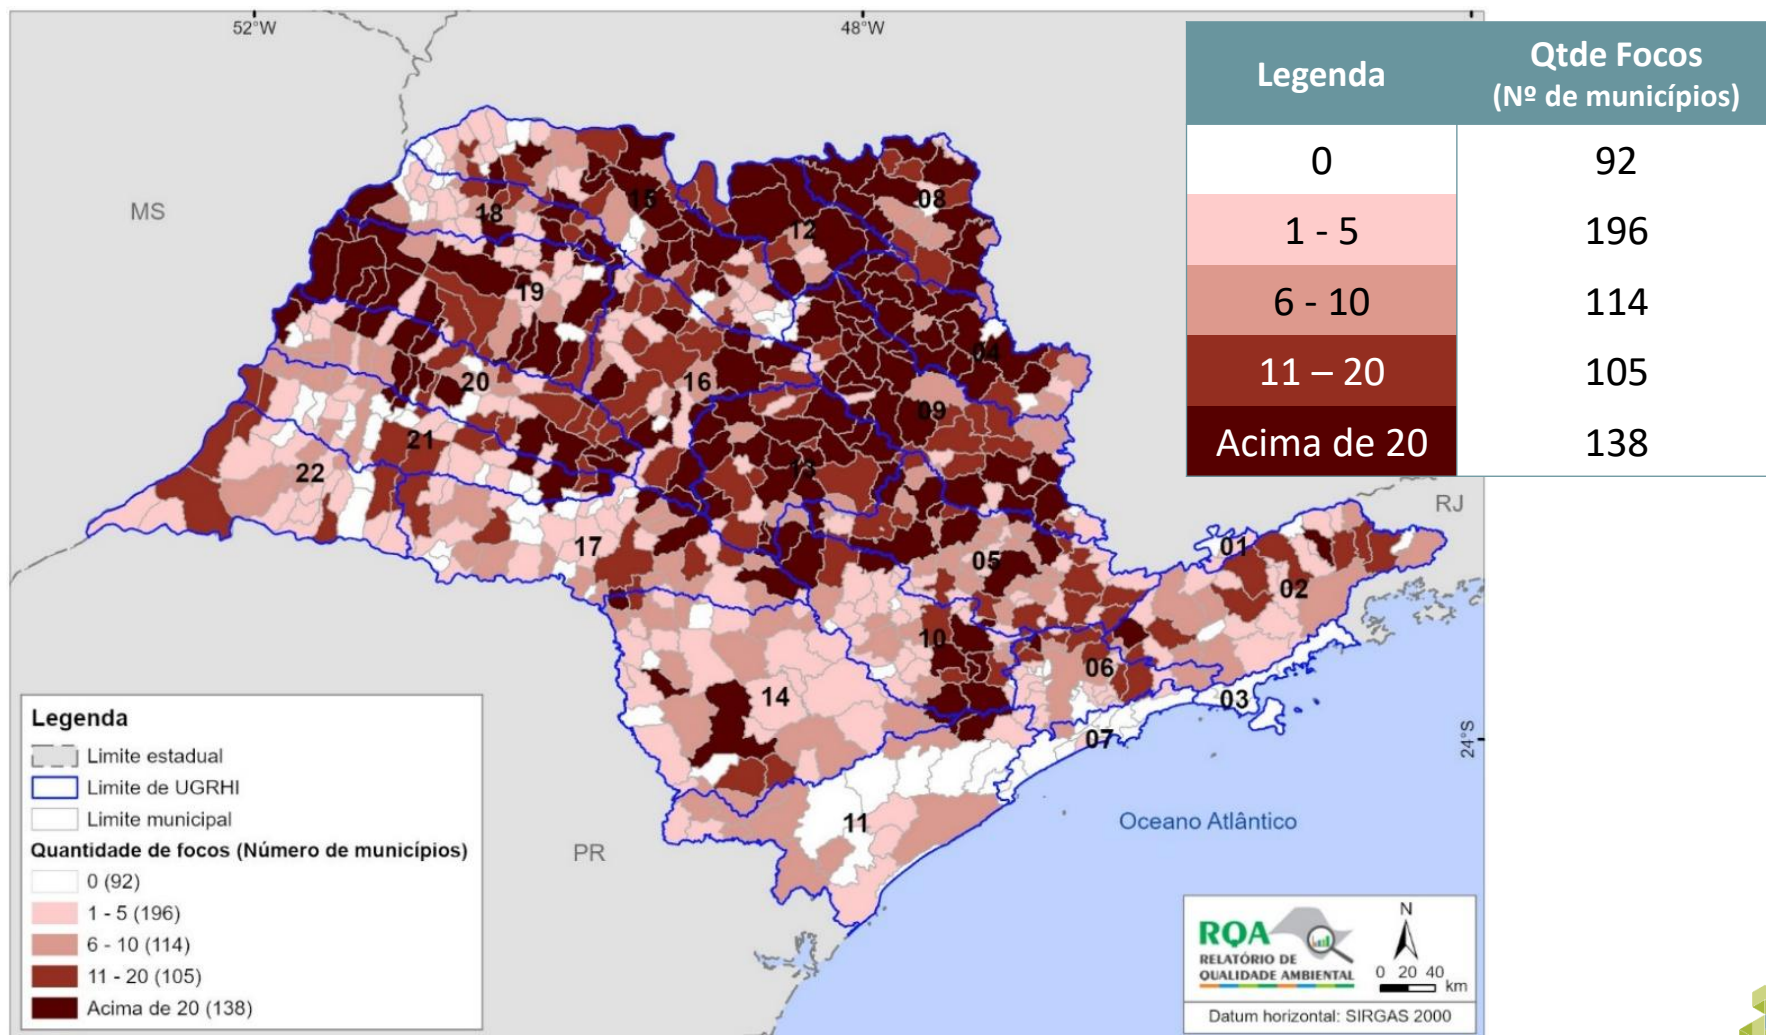 52°W
48°W
Legenda
Qtde Focos
(Nº de municípios)
0
92
1 - 5
196
6 - 10
114
11 – 20
105
Acima de 20
138
MS
RJ
PR
15
08
18
12
19
04
20
16
09
21
22
13
17
05
01
02
10
06
14
03
07
11
24°S
Oceano Atlântico
Legenda
Limite estadual
Limite de UGRHI
Limite municipal
Quantidade de focos (Número de municípios)
0 (92)
1 - 5 (196)
6 - 10 (114)
11 - 20 (105)
Acima de 20 (138)
RQA
RELATÓRIO DE
QUALIDADE AMBIENTAL
N
0 20 40
km
Datum horizontal: SIRGAS 2000